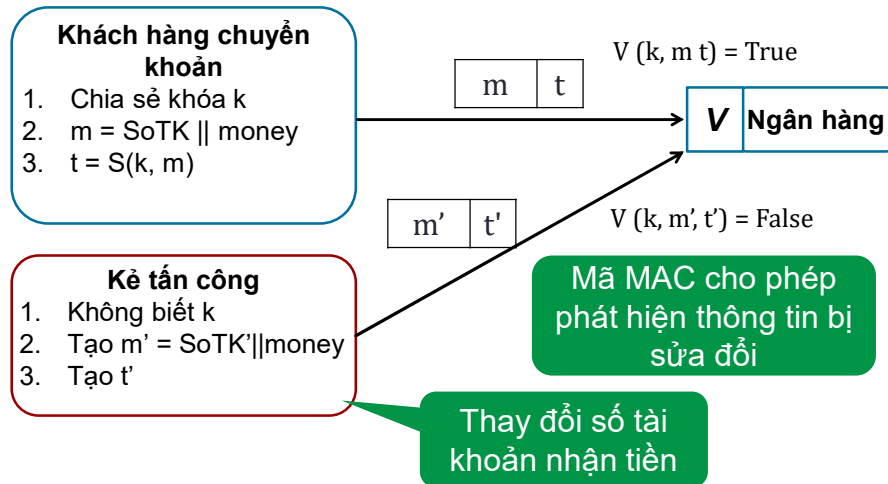 Khách hàng chuyển
khoản
1. Chia sẻ khóa k
2. m = SoTK || money
3. t = S(k, m)
m t
V (k, m t) = True
V Ngân hàng
m’ t'
V (k, m’, t’) = False
Kẻ tấn công
1. Không biết k
2. Tạo m’ = SoTK’||money
3. Tạo t’
Mã MAC cho phép
phát hiện thông tin bị
sửa đổi
Thay đổi số tài
khoản nhận tiền